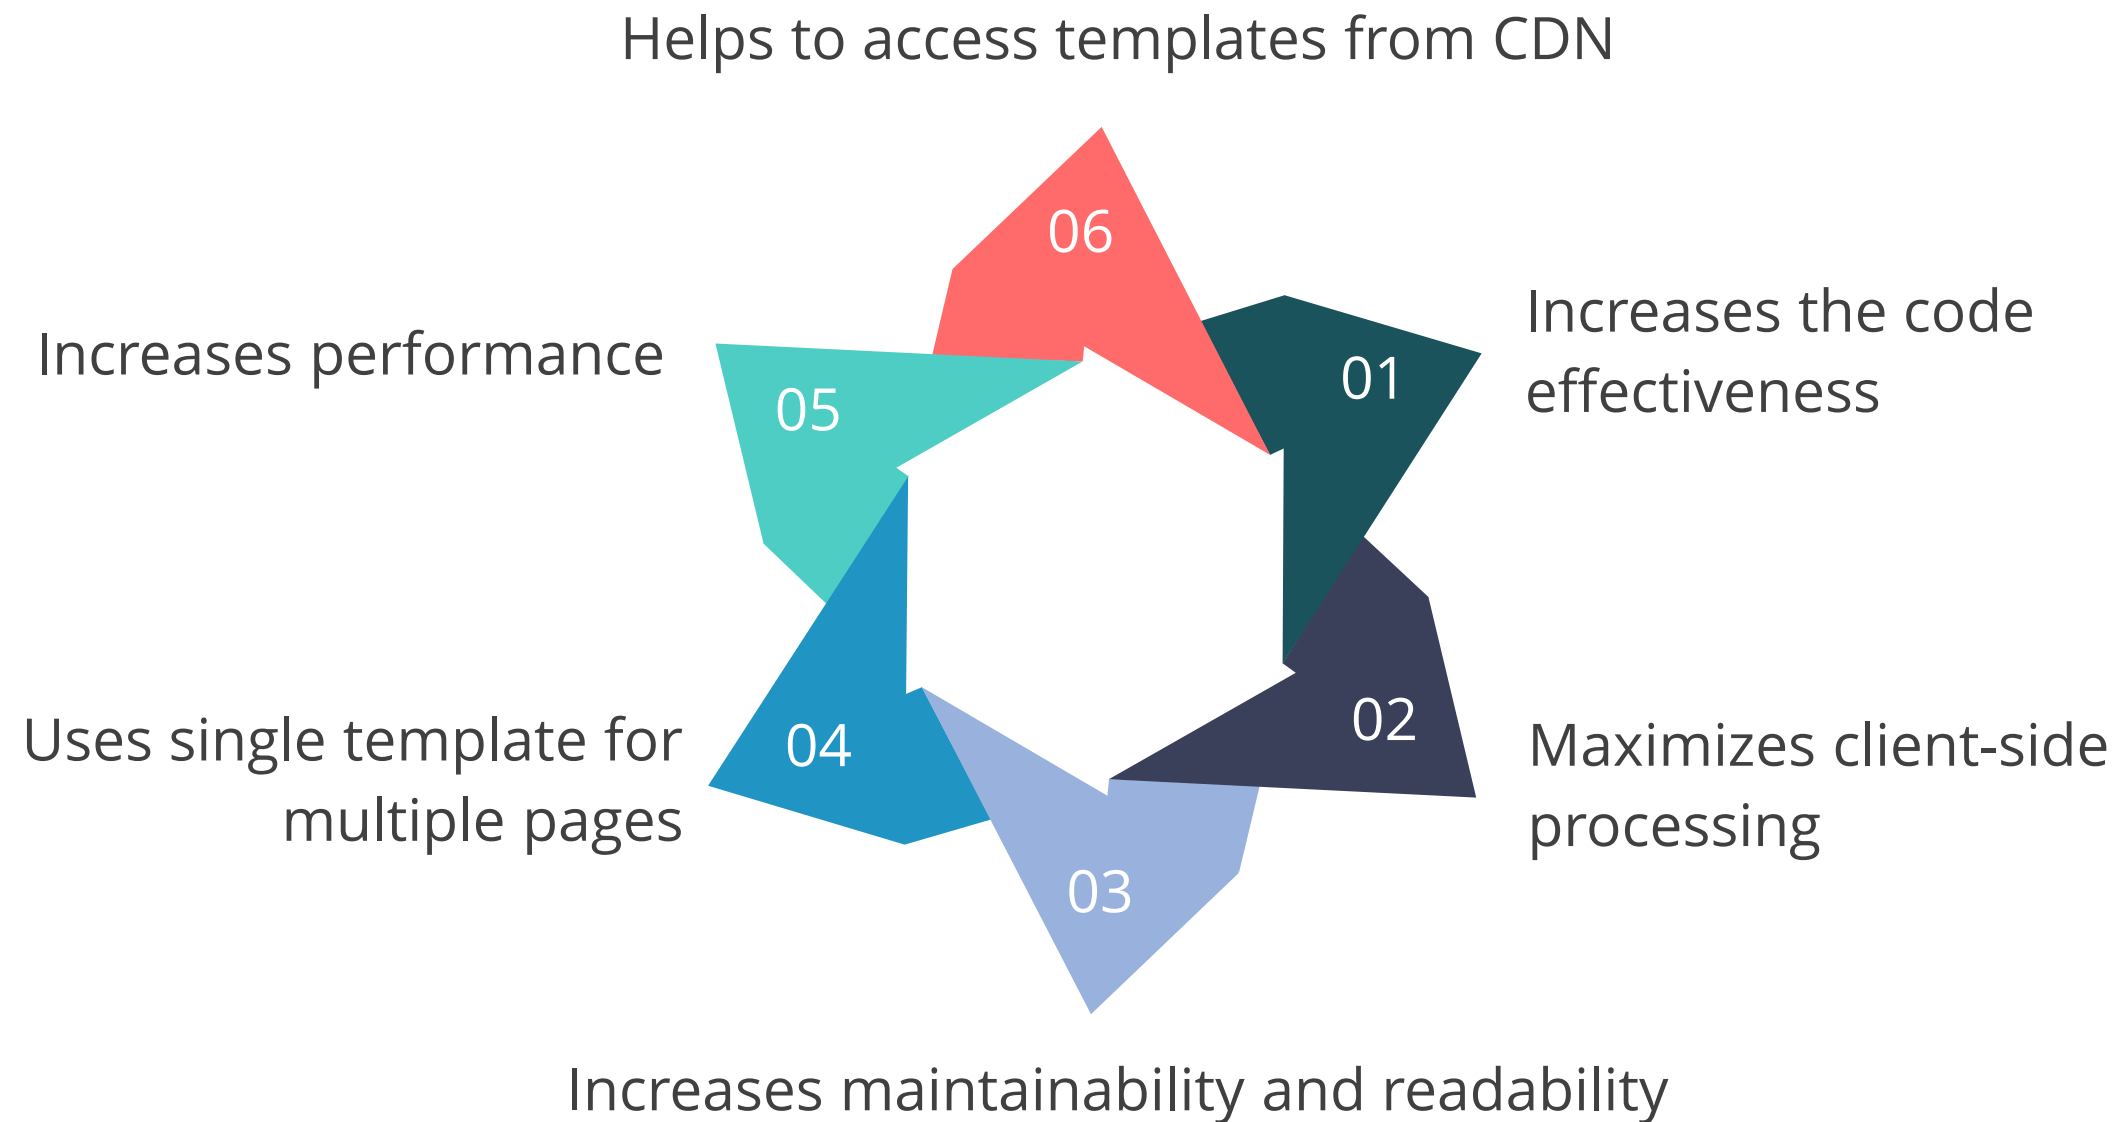 Helps to access templates from CDN
06
01
Increases the code
effectiveness
Increases performance
05
02
Maximizes client-side
processing
Uses single template for
multiple pages
04
03
Increases maintainability and readability